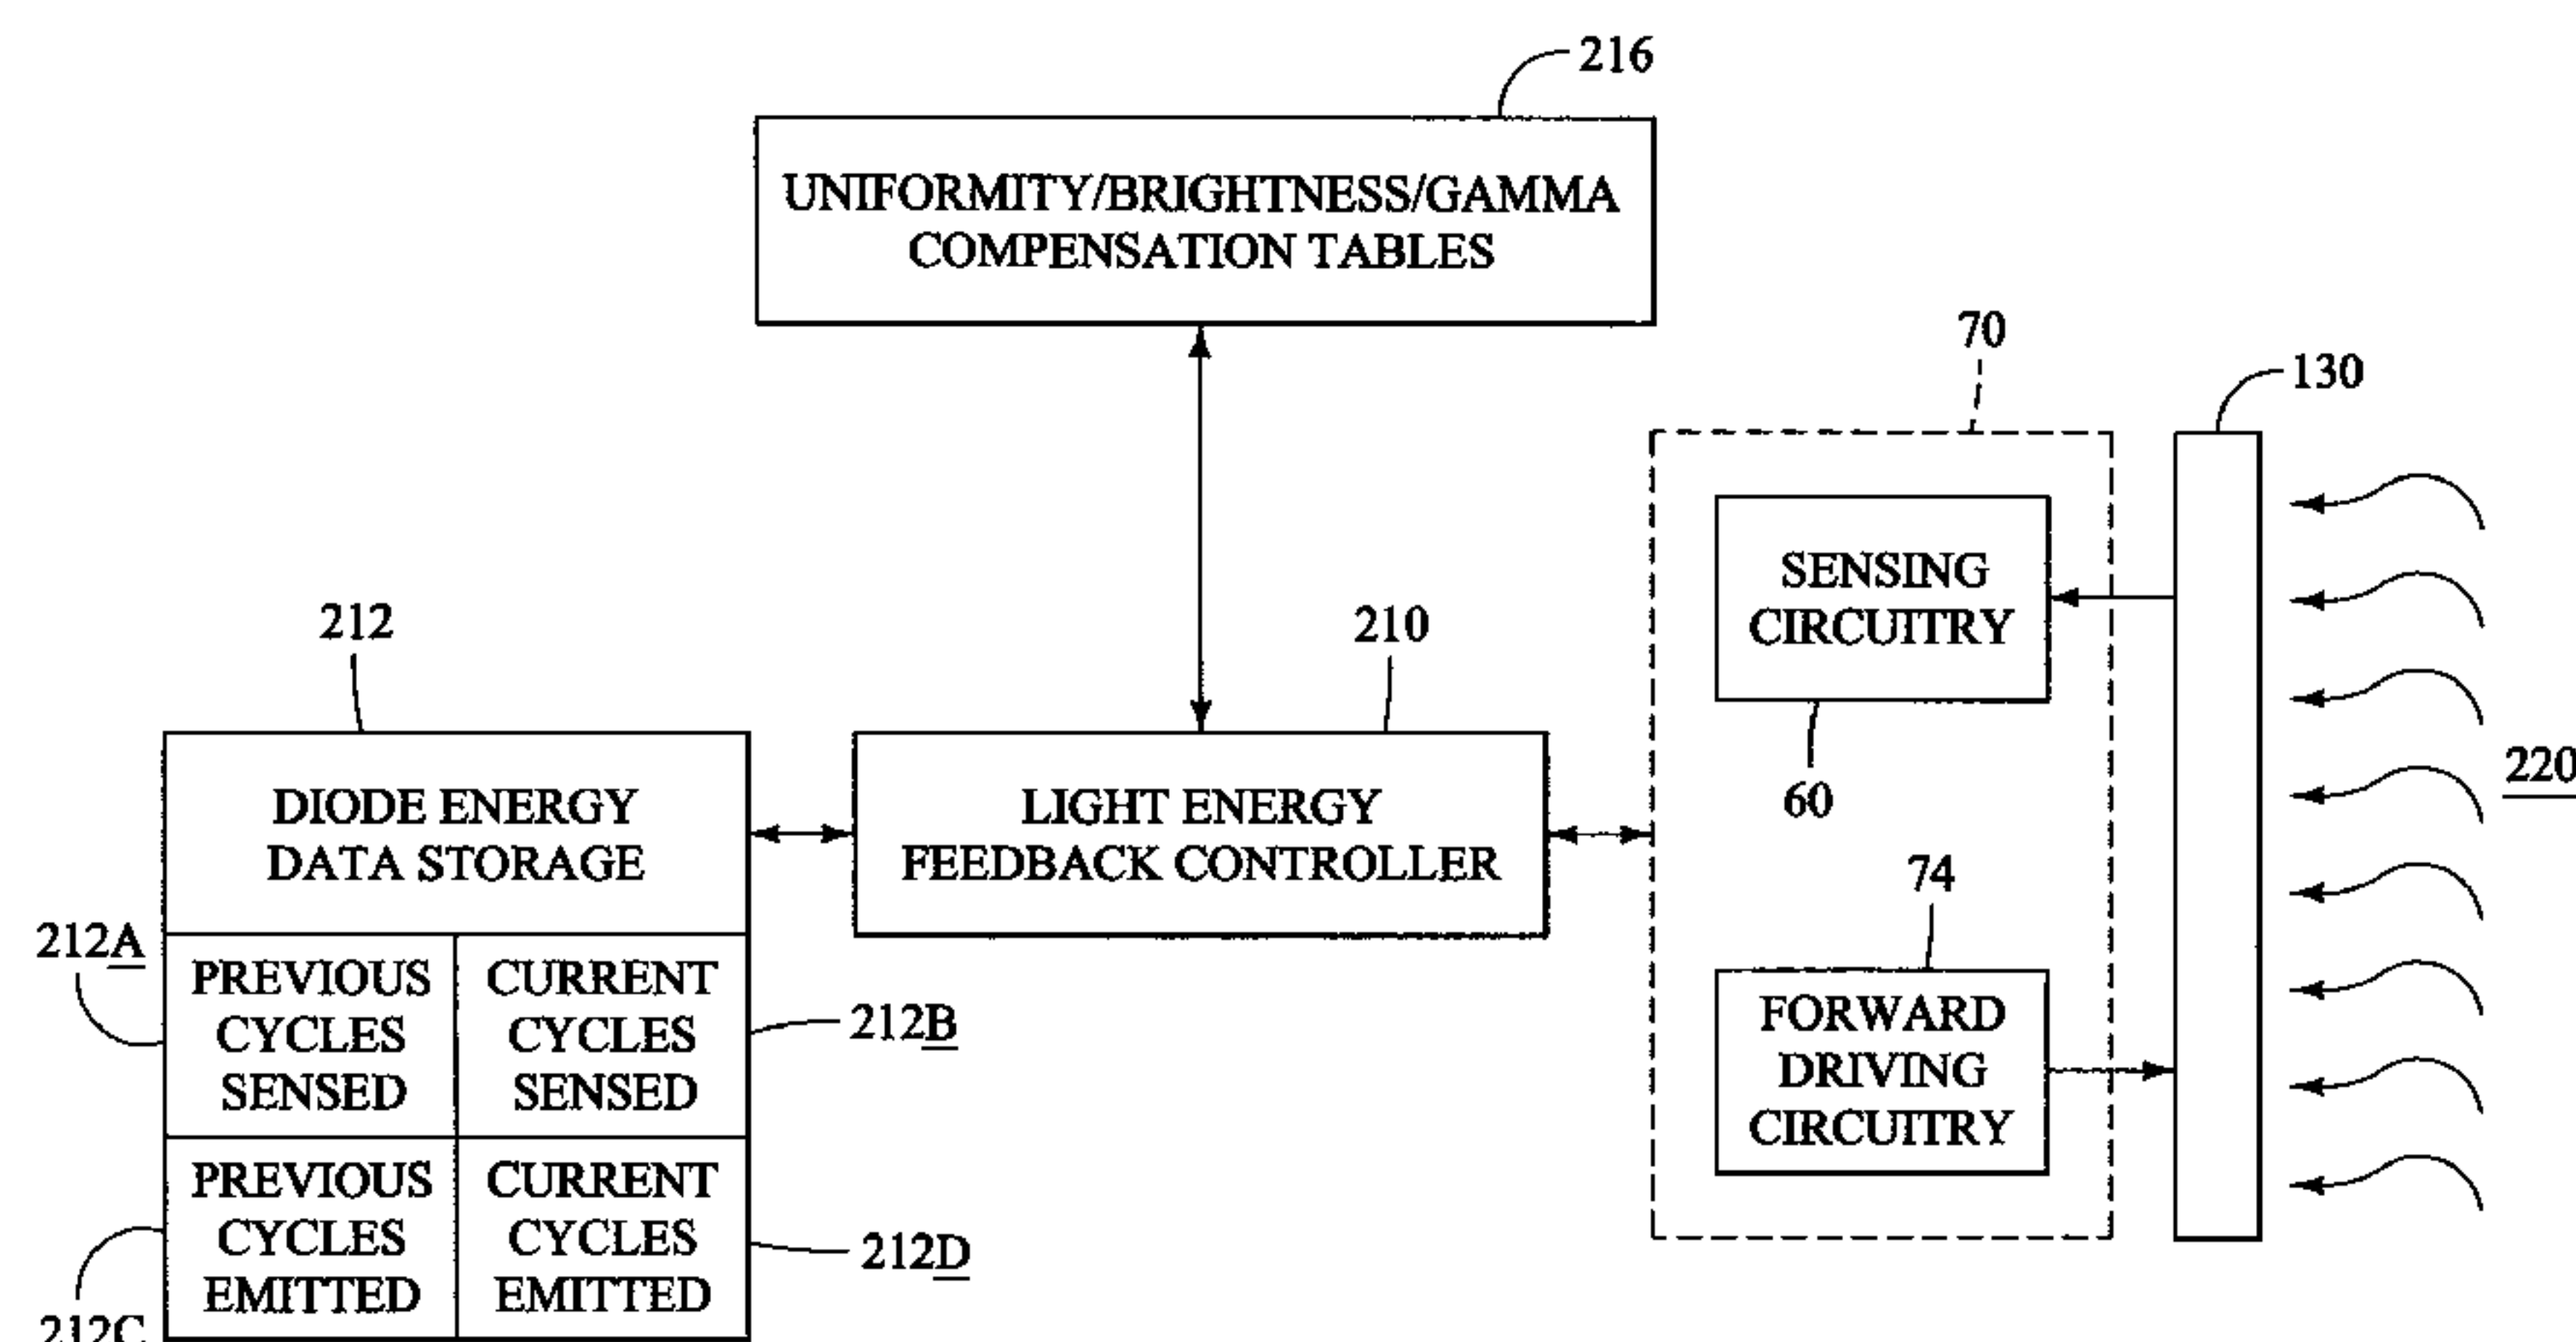 216
UNIFORMITY/BRIGHTNESS/GAMMA
COMPENSATION TABLES
70
130
212
210
SENSING
CIRCUITRY
60
220
DIODE ENERGY
DATA STORAGE
LIGHT ENERGY
FEEDBACK CONTROLLER
74
212A
PREVIOUS
CYCLES
SENSED
CURRENT
CYCLES
SENSED
212B
FORWARD
DRIVING
CIRCUITRY
PREVIOUS
CYCLES
EMITTED
CURRENT
CYCLES
EMITTED
212D
212C